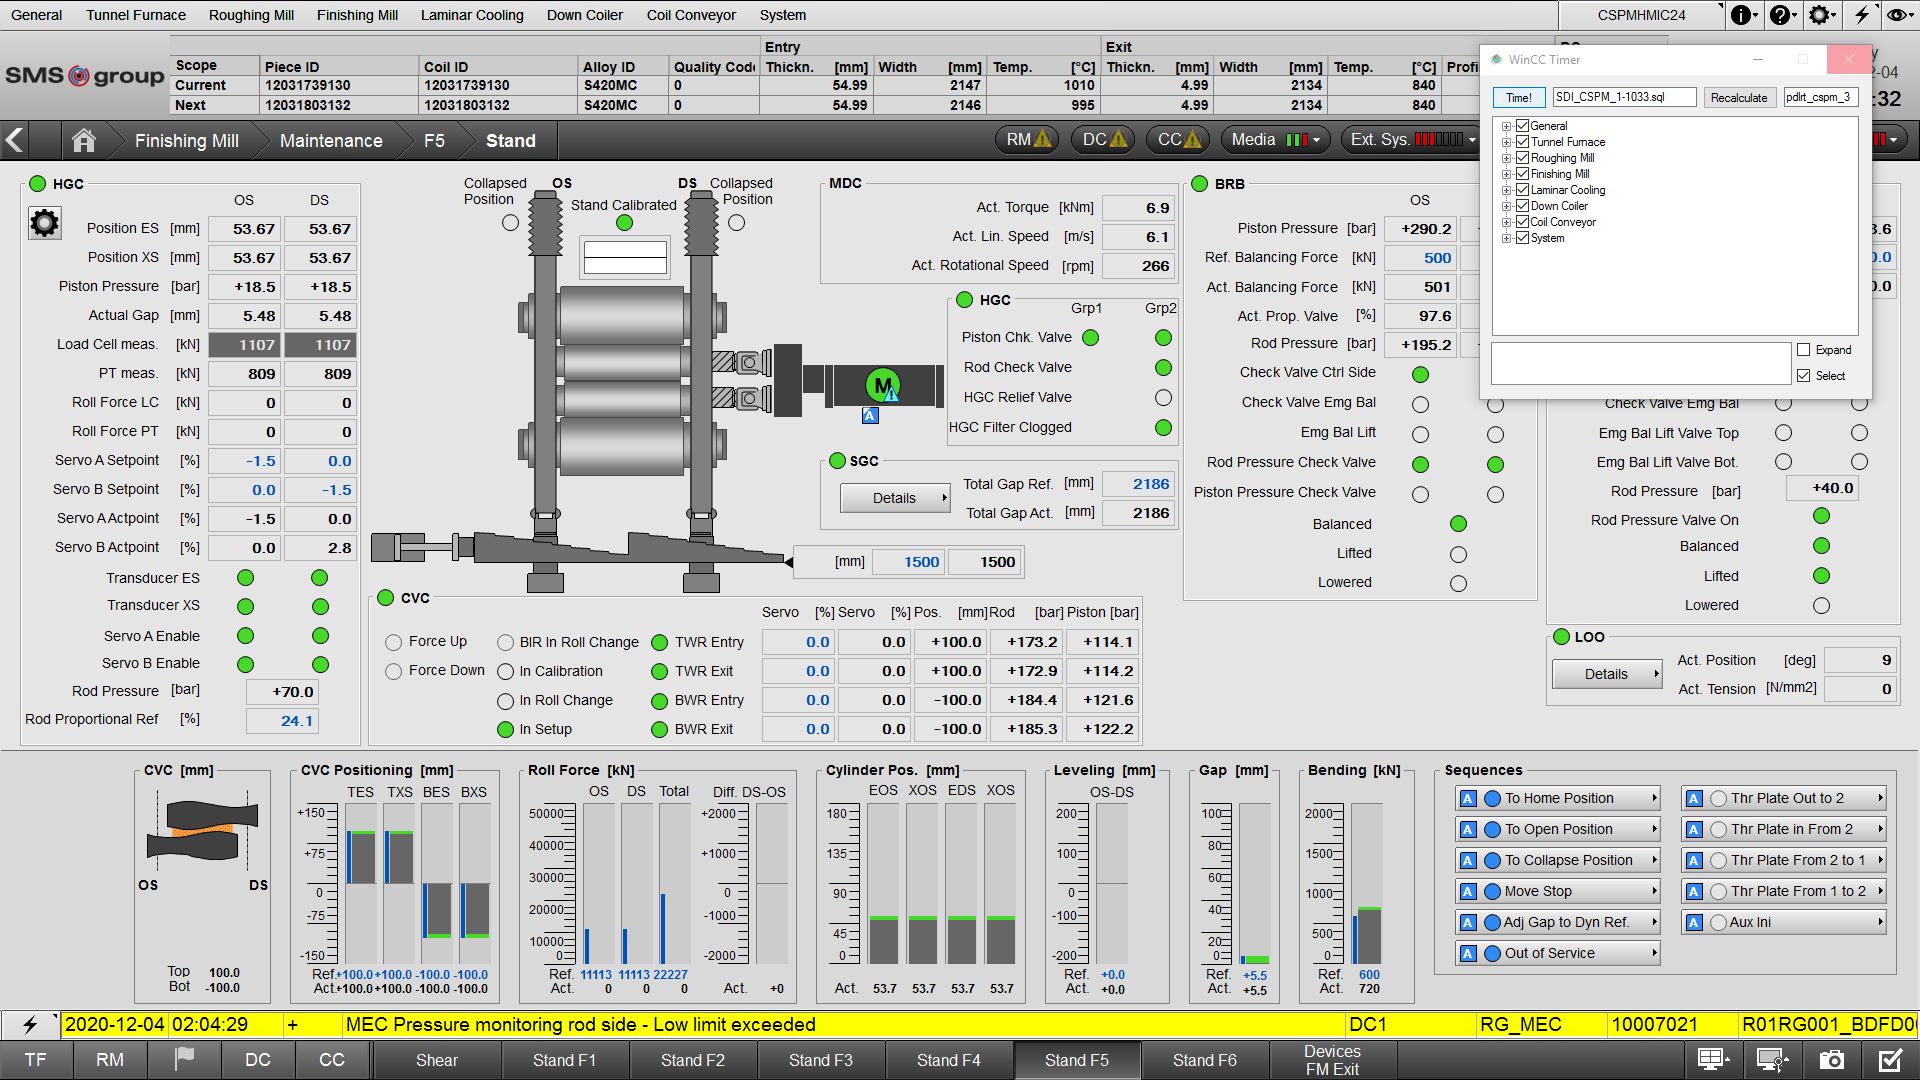 General Tunnel Furnace Roughing Mill Finishing Mill Laminar Cooling Down Coiler Coil Conveyor System CSPMHMIC24
SMS group
Entry Exit
Scope Piece ID Coil ID Alloy ID Quality Code Thickn. [mm] Width [mm] Temp. [°C] Thickn. [mm] Width [mm] Temp. [°C]
Current 12031739130 12031739130 S420MC 0 54.99 2147 1010 4.99 2134 840
Next 12031803132 12031803132 S420MC 0 54.99 2146 995 4.99 2134 840
-04
:32
Finishing Mill Maintenance F5 Stand RM DC CC Media Ext. Sys.
WinCC Timer
Time! SDI_CSPM_1-1033.sql Recalculate pdlrt_cspm_3
General
Tunnel Furnace
Roughing Mill
Finishing Mill
Laminar Cooling
Down Coiler
Coil Conveyor
System
Expand
Select
HGC
OS DS
Position ES [mm] 53.67 53.67
Position XS [mm] 53.67 53.67
Piston Pressure [bar] +18.5 +18.5
Actual Gap [mm] 5.48 5.48
Load Cell meas. [kN] 1107 1107
PT meas. [kN] 809 809
Roll Force LC [kN] 0 0
Roll Force PT [kN] 0 0
Servo A Setpoint [%] -1.5 0.0
Servo B Setpoint [%] 0.0 -1.5
Servo A Actpoint [%] -1.5 0.0
Servo B Actpoint [%] 0.0 2.8
Transducer ES
Transducer XS
Servo A Enable
Servo B Enable
Rod Pressure [bar] +70.0
Rod Proportional Ref [%] 24.1
Collapsed Position OS DS Collapsed Position
Stand Calibrated
M
A
[mm] 1500 1500
MDC
Act. Torque [kNm] 6.9
Act. Lin. Speed [m/s] 6.1
Act. Rotational Speed [rpm] 266
HGC
Grp1 Grp2
Piston Chk. Valve
Rod Check Valve
HGC Relief Valve
HGC Filter Clogged
SGC
Details
Total Gap Ref. [mm] 2186
Total Gap Act. [mm] 2186
BRB
OS
Piston Pressure [bar] +290.2
Ref. Balancing Force [kN] 500
Act. Balancing Force [kN] 501
Act. Prop. Valve [%] 97.6
Rod Pressure [bar] +195.2
Check Valve Ctrl Side
Check Valve Emg Bal
Emg Bal Lift
Rod Pressure Check Valve
Piston Pressure Check Valve
Balanced
Lifted
Lowered
3.6
0.0
0.0
Check Valve Emg Bal
Emg Bal Lift Valve Top
Emg Bal Lift Valve Bot.
Rod Pressure [bar] +40.0
Rod Pressure Valve On
Balanced
Lifted
Lowered
LOO
Details
Act. Position [deg] 9
Act. Tension [N/mm2] 0
CVC
Servo [%] Servo [%] Pos. [mm] Rod [bar] Piston [bar]
Force Up BIR In Roll Change TWR Entry 0.0 0.0 +100.0 +173.2 +114.1
Force Down In Calibration TWR Exit 0.0 0.0 +100.0 +172.9 +114.2
In Roll Change BWR Entry 0.0 0.0 -100.0 +184.4 +121.6
In Setup BWR Exit 0.0 0.0 -100.0 +185.3 +122.2
CVC [mm]
OS DS
Top 100.0
Bot -100.0
CVC Positioning [mm]
TES TXS BES BXS
+150
+75
0
-75
-150
Ref. +100.0 +100.0 -100.0 -100.0
Act. +100.0 +100.0 -100.0 -100.0
Roll Force [kN]
OS DS Total Diff. DS-OS
50000
40000
30000
20000
10000
0
+2000
+1000
0
-1000
-2000
Ref. 11113 11113 22227
Act. 0 0 0 Act. +0
Cylinder Pos. [mm]
EOS XOS EDS XOS
180
135
90
45
0
Act. 53.7 53.7 53.7 53.7
Leveling [mm]
OS-DS
200
100
0
-100
-200
Ref. +0.0
Act. +0.0
Gap [mm]
100
80
60
40
20
0
Ref. +5.5
Act. +5.5
Bending [kN]
2000
1500
1000
500
0
Ref. 600
Act. 720
Sequences
A To Home Position A Thr Plate Out to 2
A To Open Position A Thr Plate in From 2
A To Collapse Position A Thr Plate From 2 to 1
A Move Stop A Thr Plate From 1 to 2
A Adj Gap to Dyn Ref. A Aux Ini
A Out of Service
2020-12-04 02:04:29 + MEC Pressure monitoring rod side - Low limit exceeded DC1 RG_MEC 10007021
TF RM DC CC Shear Stand F1 Stand F2 Stand F3 Stand F4 Stand F5 Stand F6 Devices FM Exit